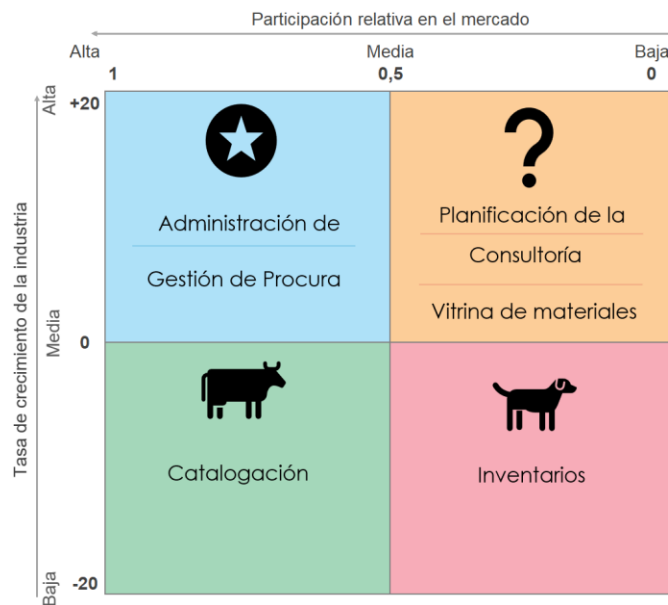 Participación relativa en el mercado
Alta Media Baja
1 0,5 0
Tasa de crecimiento de la industria
Alta
+20
Media
0
Baja
-20
Administración de
Gestión de Procura
Planificación de la
Consultoría
Vitrina de materiales
Catalogación
Inventarios